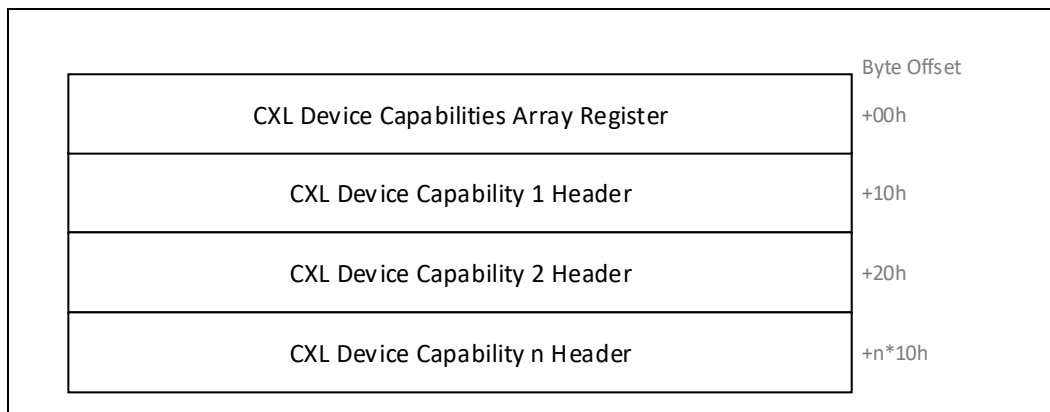 Byte Offset
CXL Device Capabilities Array Register +00h
CXL Device Capability 1 Header +10h
CXL Device Capability 2 Header +20h
CXL Device Capability n Header +n*10h